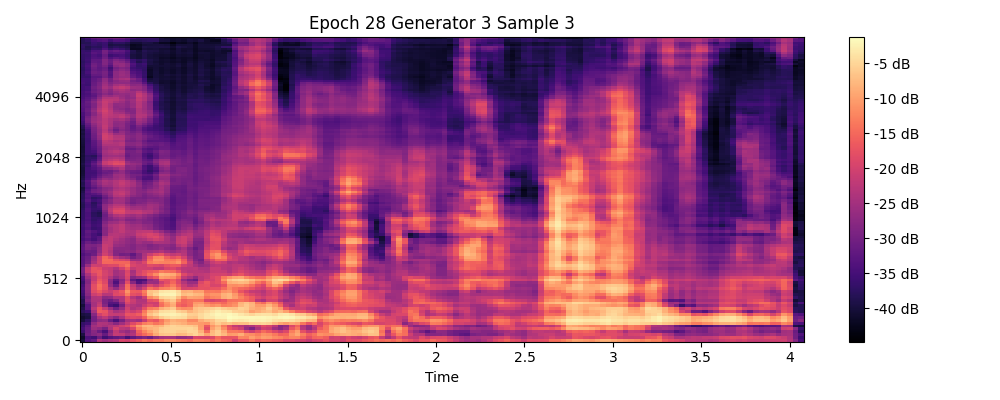 Epoch 28 Generator 3 Sample 3
Hz
4096
2048
1024
512
0
0 0.5 1 1.5 2 2.5 3 3.5 4
Time
-5 dB
-10 dB
-15 dB
-20 dB
-25 dB
-30 dB
-35 dB
-40 dB